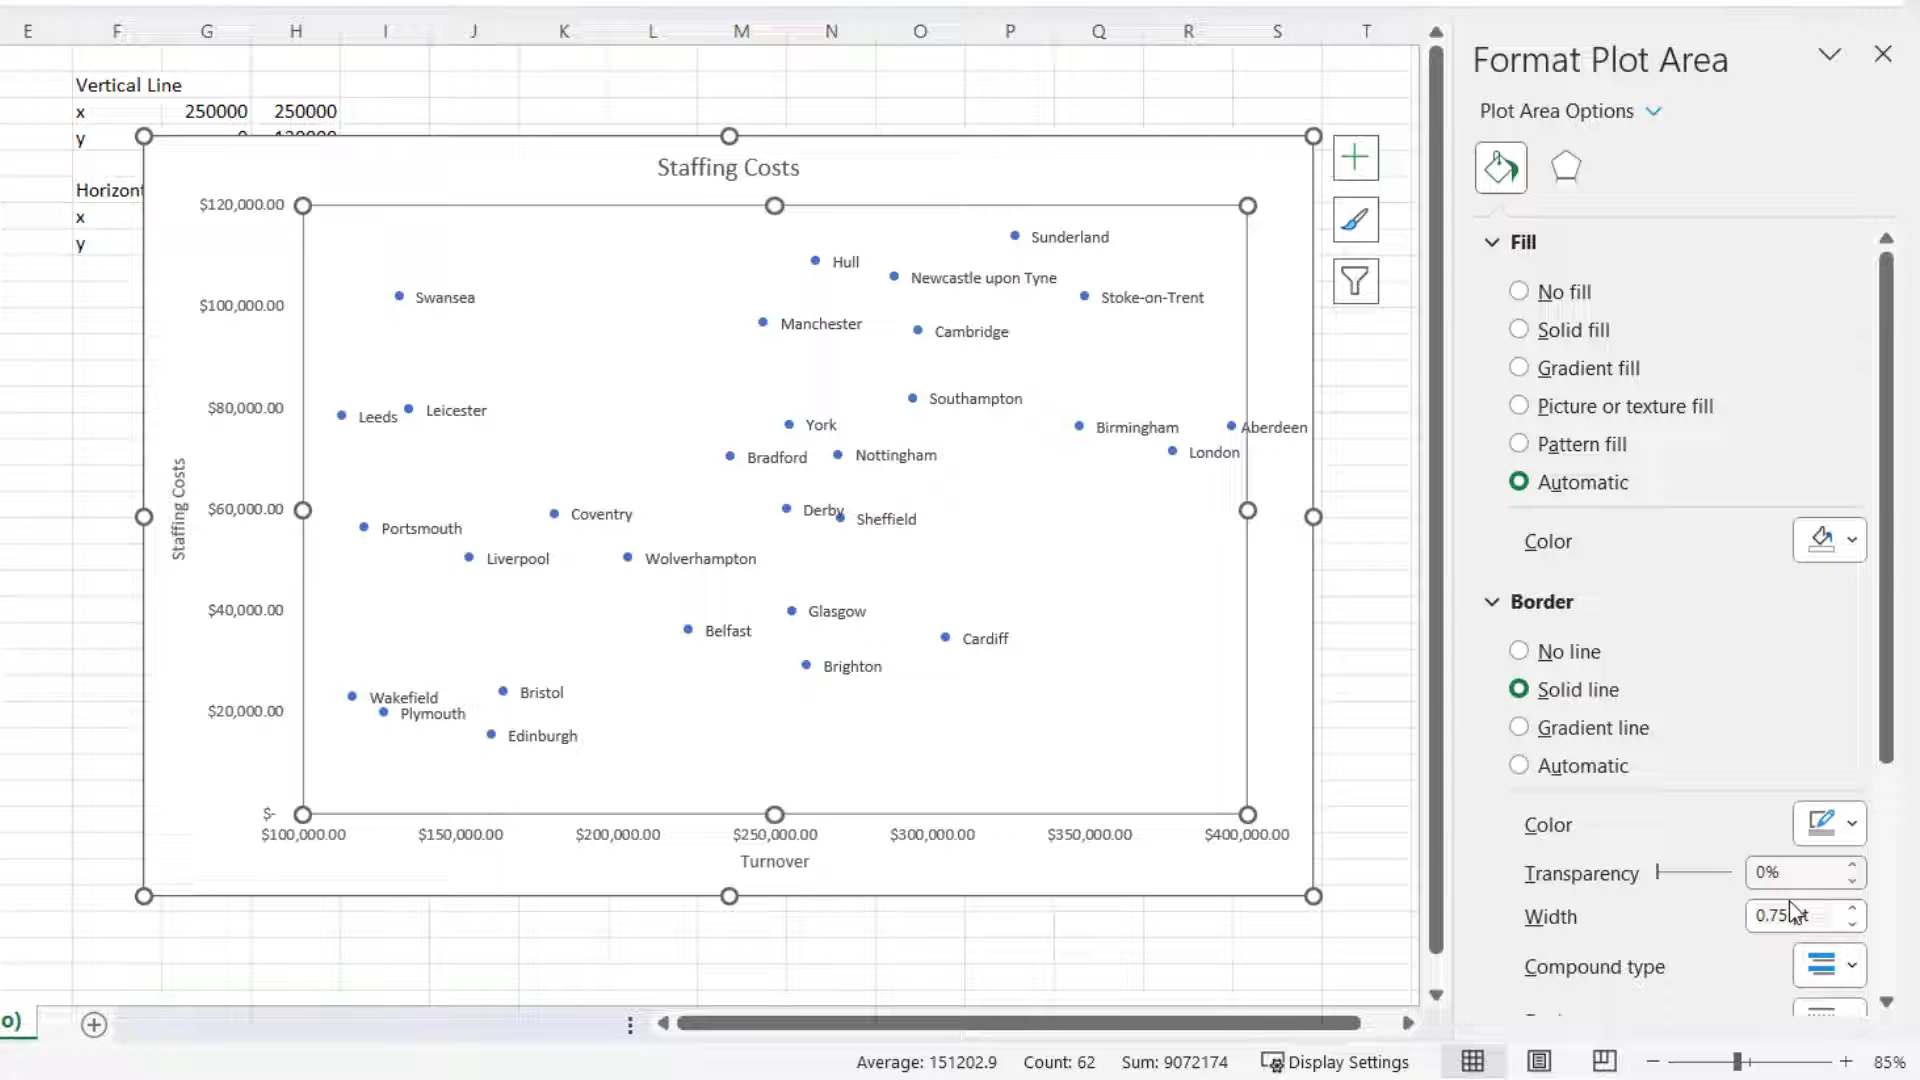 E F G H I J K L M N O P Q R S T
Vertical Line
x 250000 250000
y
Horizont
x
y
Staffing Costs
$120,000.00
$100,000.00
$80,000.00
$60,000.00
$40,000.00
$20,000.00
$-
Staffing Costs
Sunderland
Hull
Newcastle upon Tyne
Swansea
Stoke-on-Trent
Manchester
Cambridge
Southampton
Leeds
Leicester
York
Birmingham
Aberdeen
Bradford
Nottingham
London
Derby
Sheffield
Coventry
Portsmouth
Liverpool
Wolverhampton
Glasgow
Belfast
Cardiff
Brighton
Wakefield
Bristol
Plymouth
Edinburgh
$100,000.00 $150,000.00 $200,000.00 $250,000.00 $300,000.00 $350,000.00 $400,000.00
Turnover
Format Plot Area
Plot Area Options
Fill
No fill
Solid fill
Gradient fill
Picture or texture fill
Pattern fill
Automatic
Color
Border
No line
Solid line
Gradient line
Automatic
Color
Transparency 0%
Width 0.75
Compound type
o)
Average: 151202.9 Count: 62 Sum: 9072174 Display Settings 85%